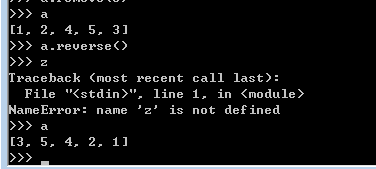 >>> a
[1, 2, 4, 5, 3]
>>> a.reverse()
>>> z
Traceback (most recent call last):
  File "<stdin>", line 1, in <module>
NameError: name 'z' is not defined
>>> a
[3, 5, 4, 2, 1]
>>>